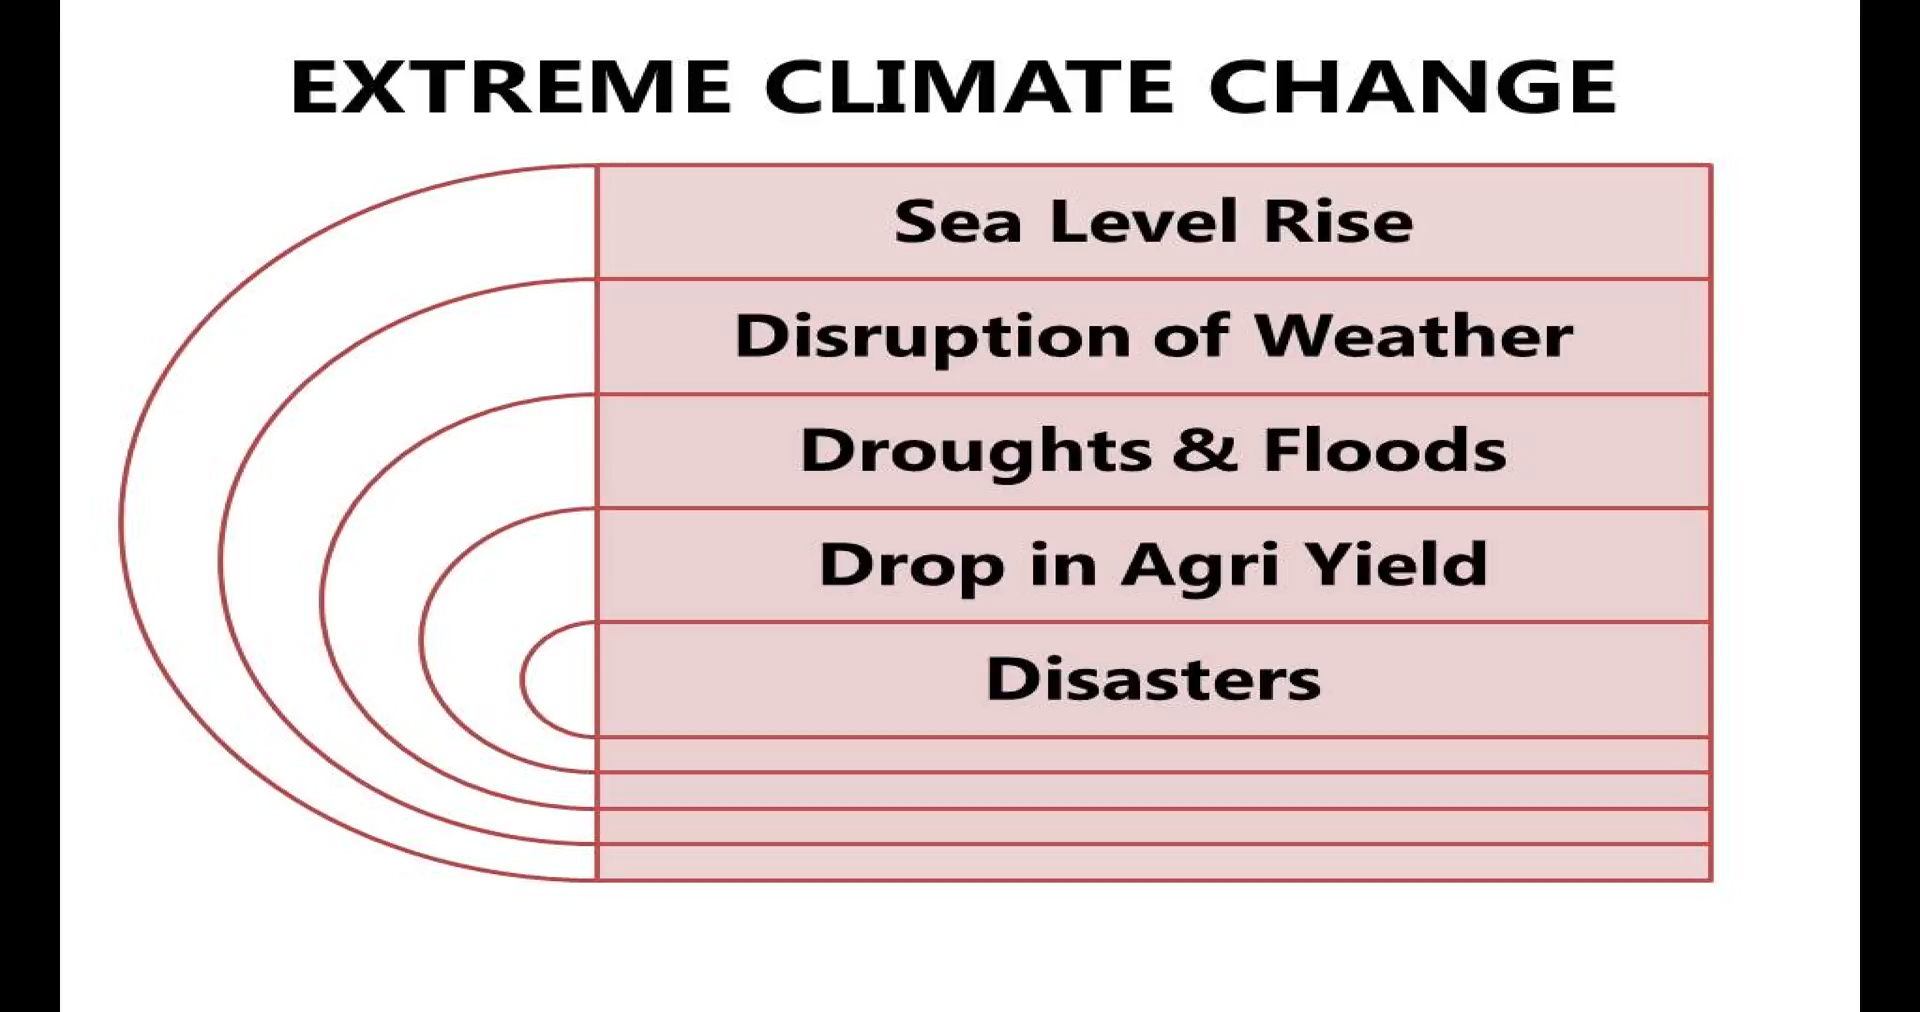 EXTREME CLIMATE CHANGE
Sea Level Rise
Disruption of Weather
Droughts & Floods
Drop in Agri Yield
Disasters